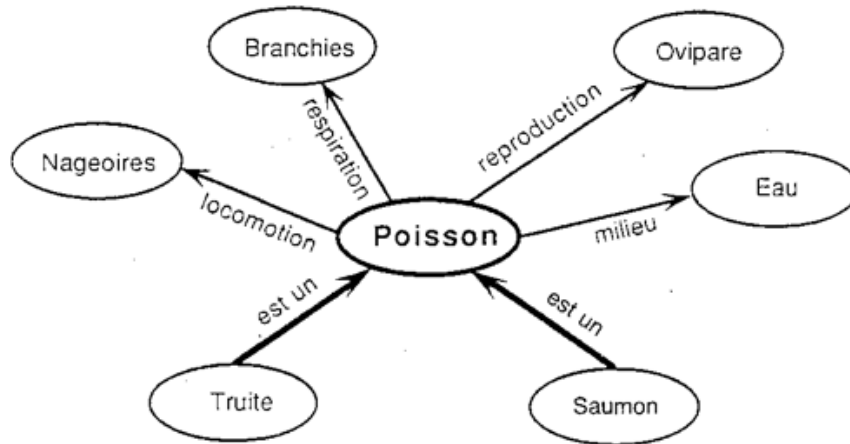 Branchies
Ovipare
respiration
reproduction
Nageoires
Eau
locomotion
Poisson
milieu
est un
est un
Truite
Saumon